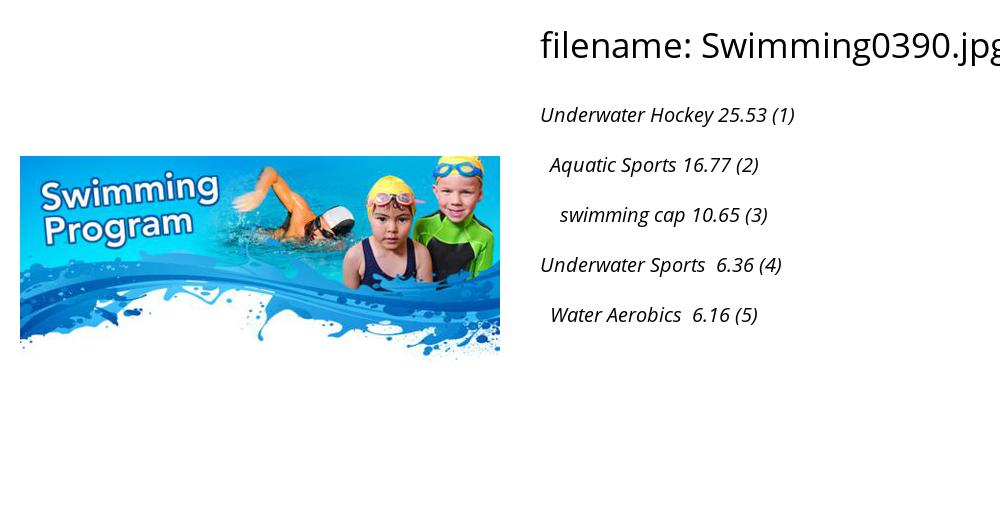 filename: Swimming0390.jpg
Swimming
Program
Underwater Hockey 25.53 (1)
Aquatic Sports 16.77 (2)
swimming cap 10.65 (3)
Underwater Sports 6.36 (4)
Water Aerobics 6.16 (5)